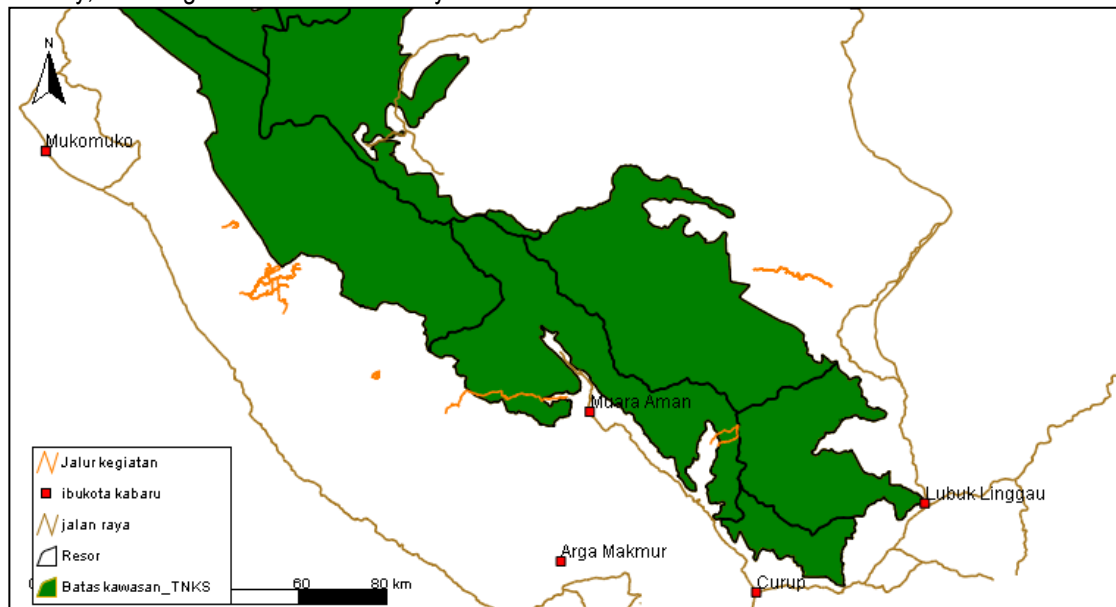 N
Mukomuko
Muara Aman
Lubuk Linggau
Arga Makmur
Curup
Jalur kegiatan
ibukota kabaru
jalan raya
Resor
Batas kawasan_TNKS
60
80 km